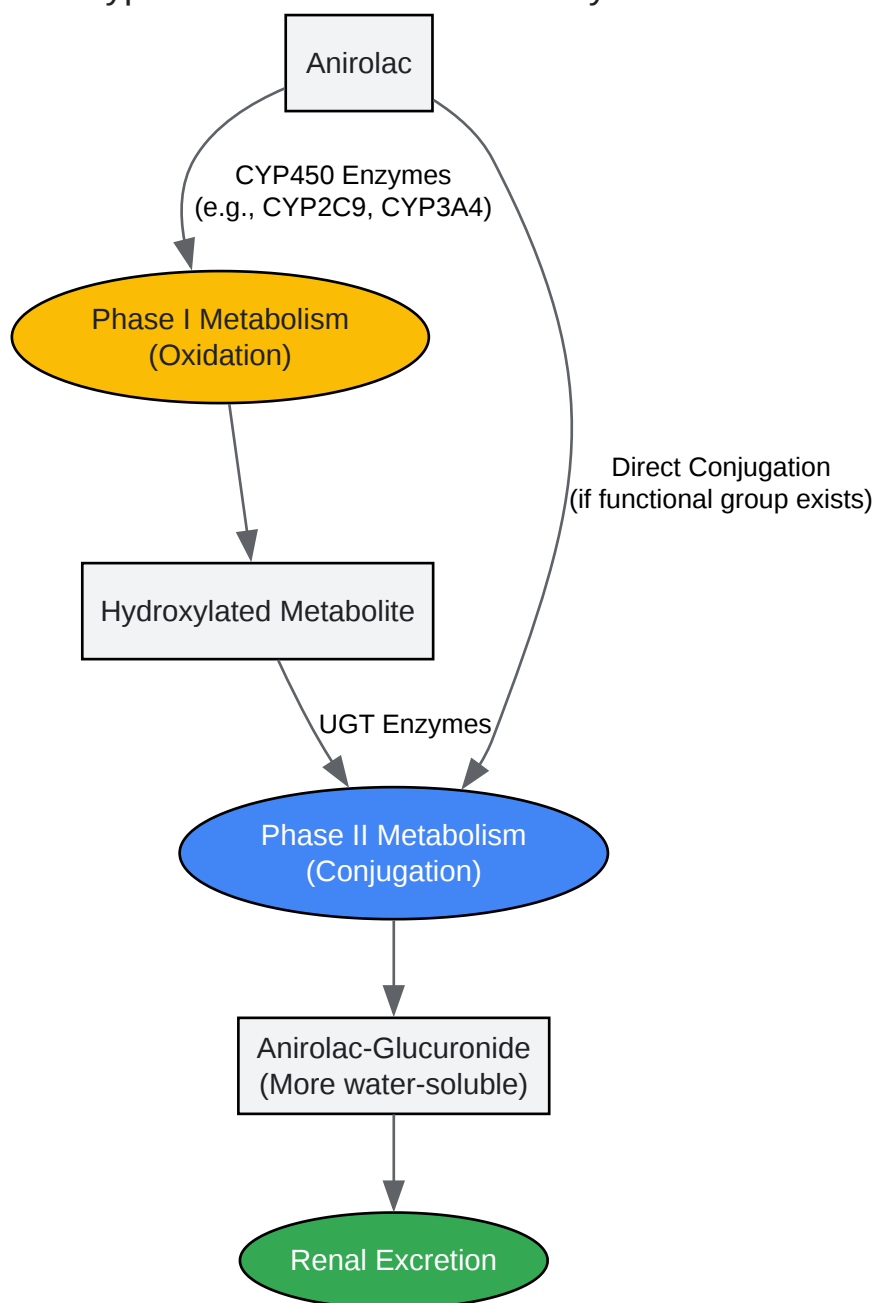 Anirolac
CYP450 Enzymes
(e.g., CYP2C9, CYP3A4)
Phase I Metabolism
(Oxidation)
Direct Conjugation
(if functional group exists)
Hydroxylated Metabolite
UGT Enzymes
Phase II Metabolism
(Conjugation)
Anirolac-Glucuronide
(More water-soluble)
Renal Excretion